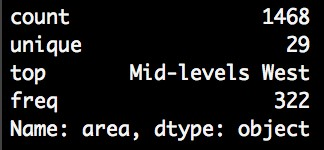 count 1468
unique 29
top Mid-levels West
freq 322
Name: area, dtype: object